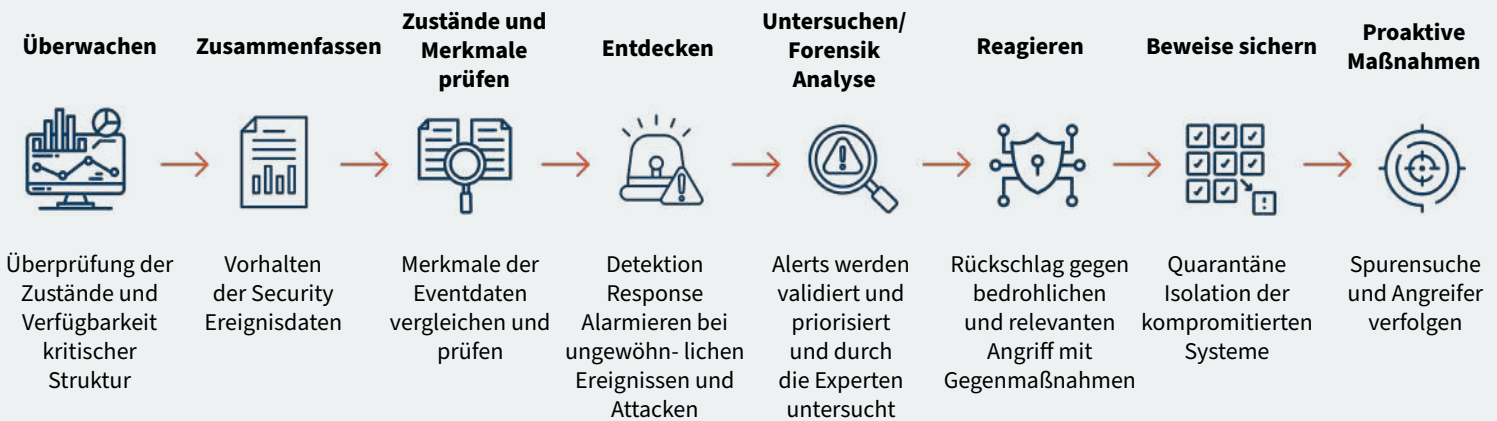 Überwachen
Zusammenfassen
Zustände und
Merkmale
prüfen
Entdecken
Untersuchen/
Forensik
Analyse
Reagieren
Beweise sichern
Proaktive
Maßnahmen
Überprüfung der
Zustände und
Verfügbarkeit
kritischer
Struktur
Vorhalten
der Security
Ereignisdaten
Merkmale der
Eventdaten
vergleichen und
prüfen
Detektion
Response
Alarmieren bei
ungewöhn- lichen
Ereignissen und
Attacken
Alerts werden
validiert und
priorisiert
und durch
die Experten
untersucht
Rückschlag gegen
bedrohlichen
und relevanten
Angriff mit
Gegenmaßnahmen
Quarantäne
Isolation der
kompromitierten
Systeme
Spurensuche
und Angreifer
verfolgen